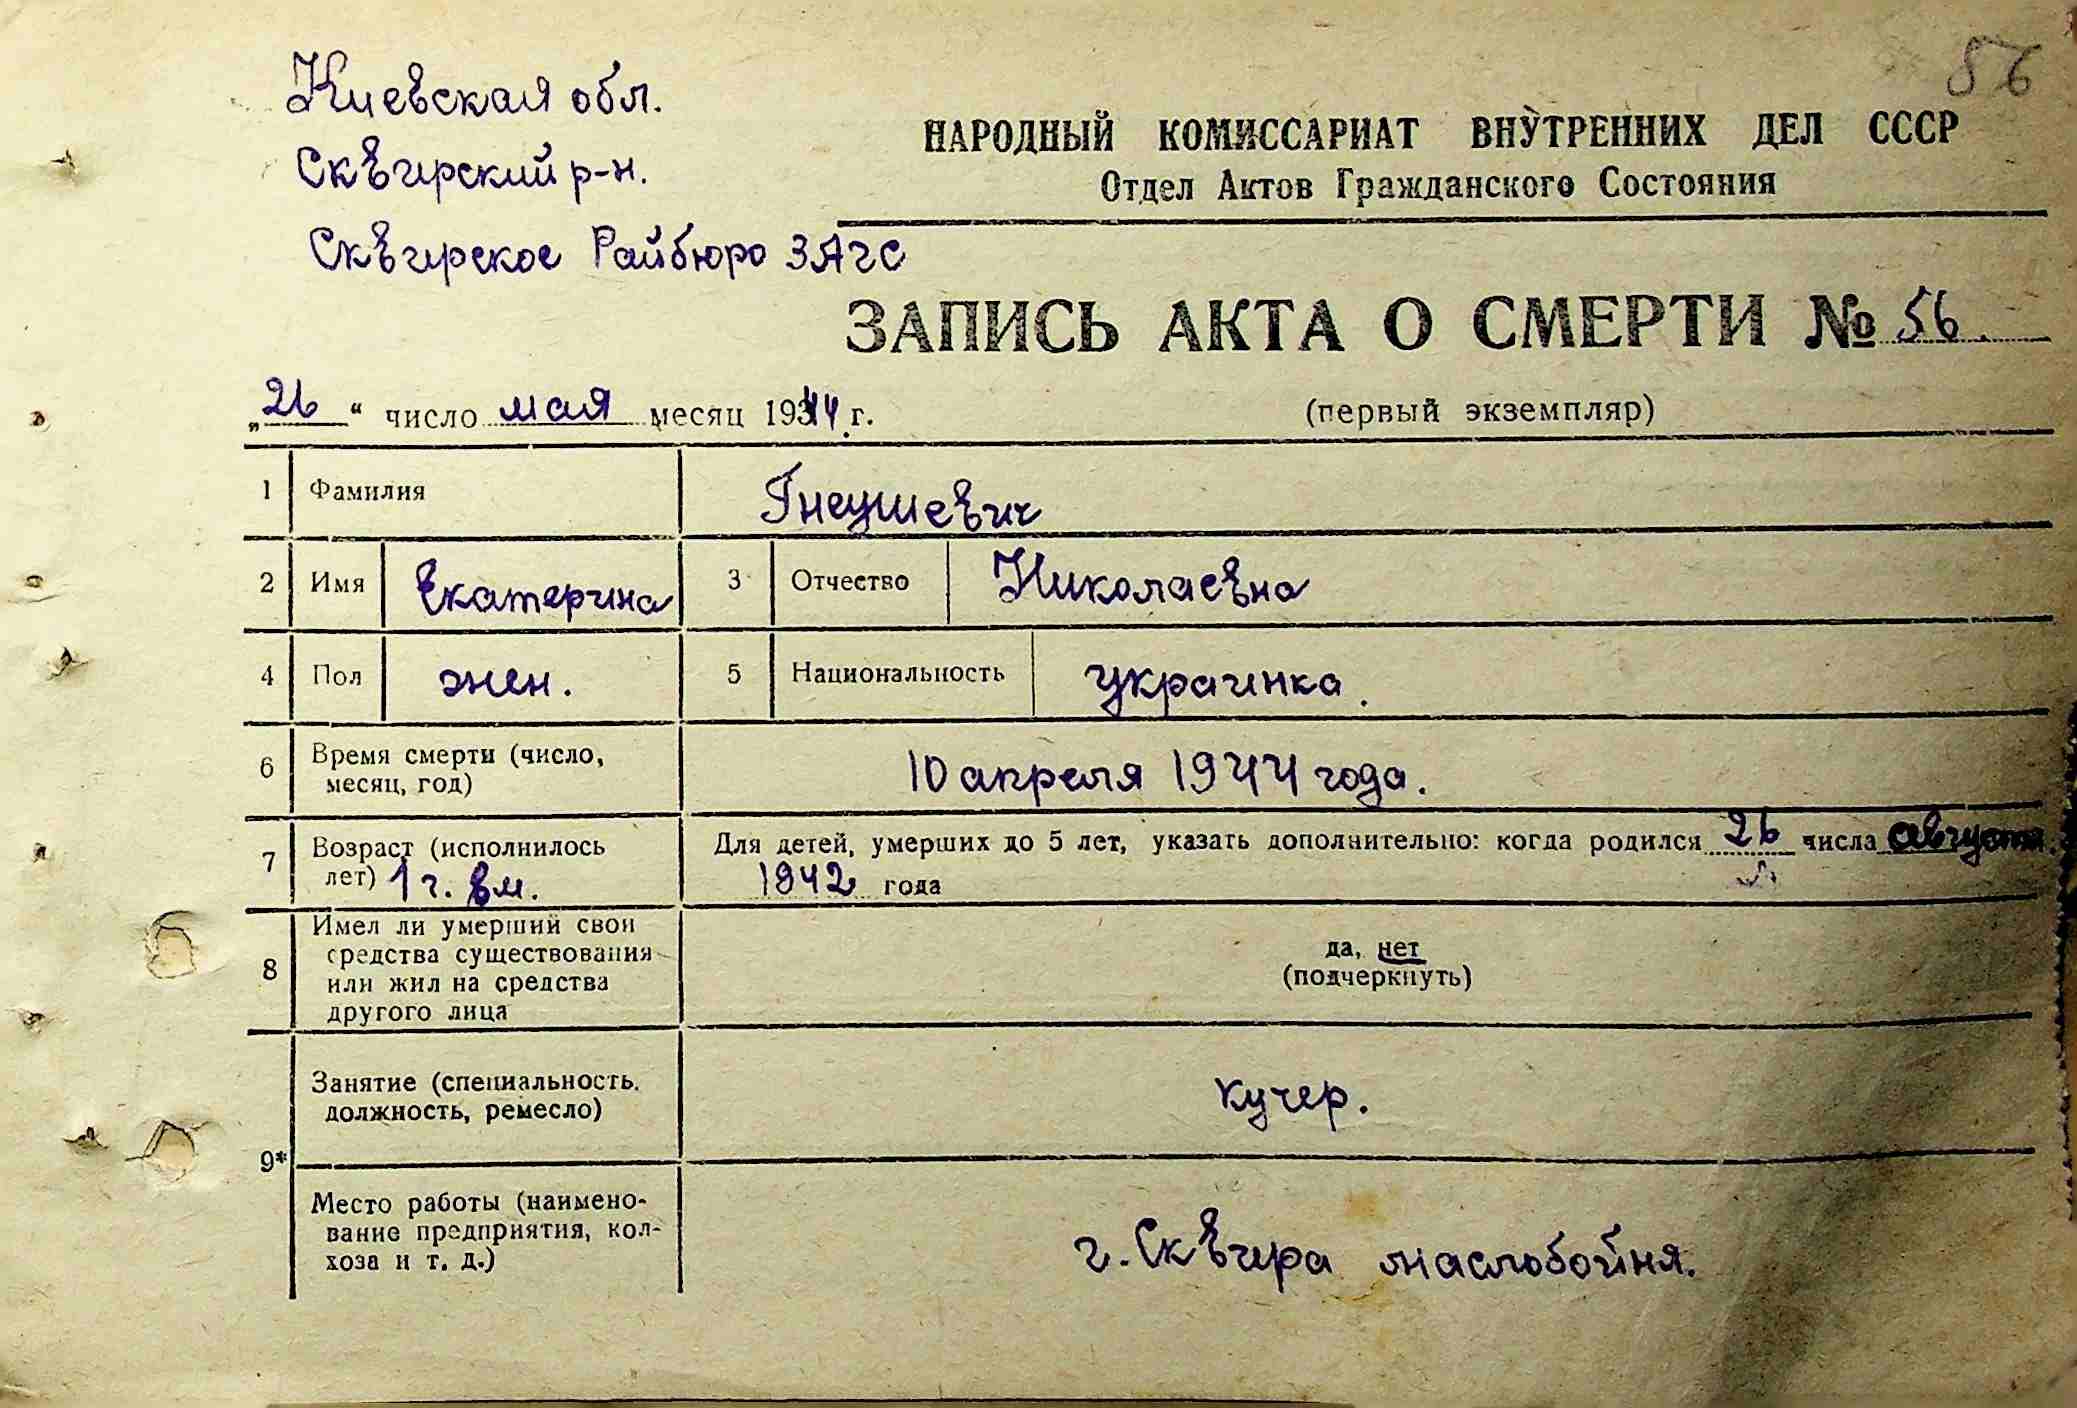 56
Киевская обл.
Сквирский р-н.
Сквирское Райбюро ЗАГС
НАРОДНЫЙ КОМИССАРИАТ ВНУТРЕННИХ ДЕЛ СССР
Отдел Актов Гражданского Состояния
ЗАПИСЬ АКТА О СМЕРТИ № 56.
„26“ число мая месяц 1944 г.
(первый экземпляр)
1 Фамилия Гнеушевич
2 Имя Екатерина 3 Отчество Николаевна
4 Пол жен. 5 Национальность украинка.
6 Время смерти (число,
месяц, год)
10 апреля 1944 года.
7 Возраст (исполнилось
лет) 1 г. 8 м.
Для детей, умерших до 5 лет, указать дополнительно: когда родился 26 числа августа
1942 года
8 Имел ли умерший свои
средства существования
или жил на средства
другого лица
да, нет
(подчеркнуть)
9*
Занятие (специальность,
должность, ремесло)
кучер.
Место работы (наимено-
вание предприятия, кол-
хоза и т. д.)
г. Сквира маслобойня.